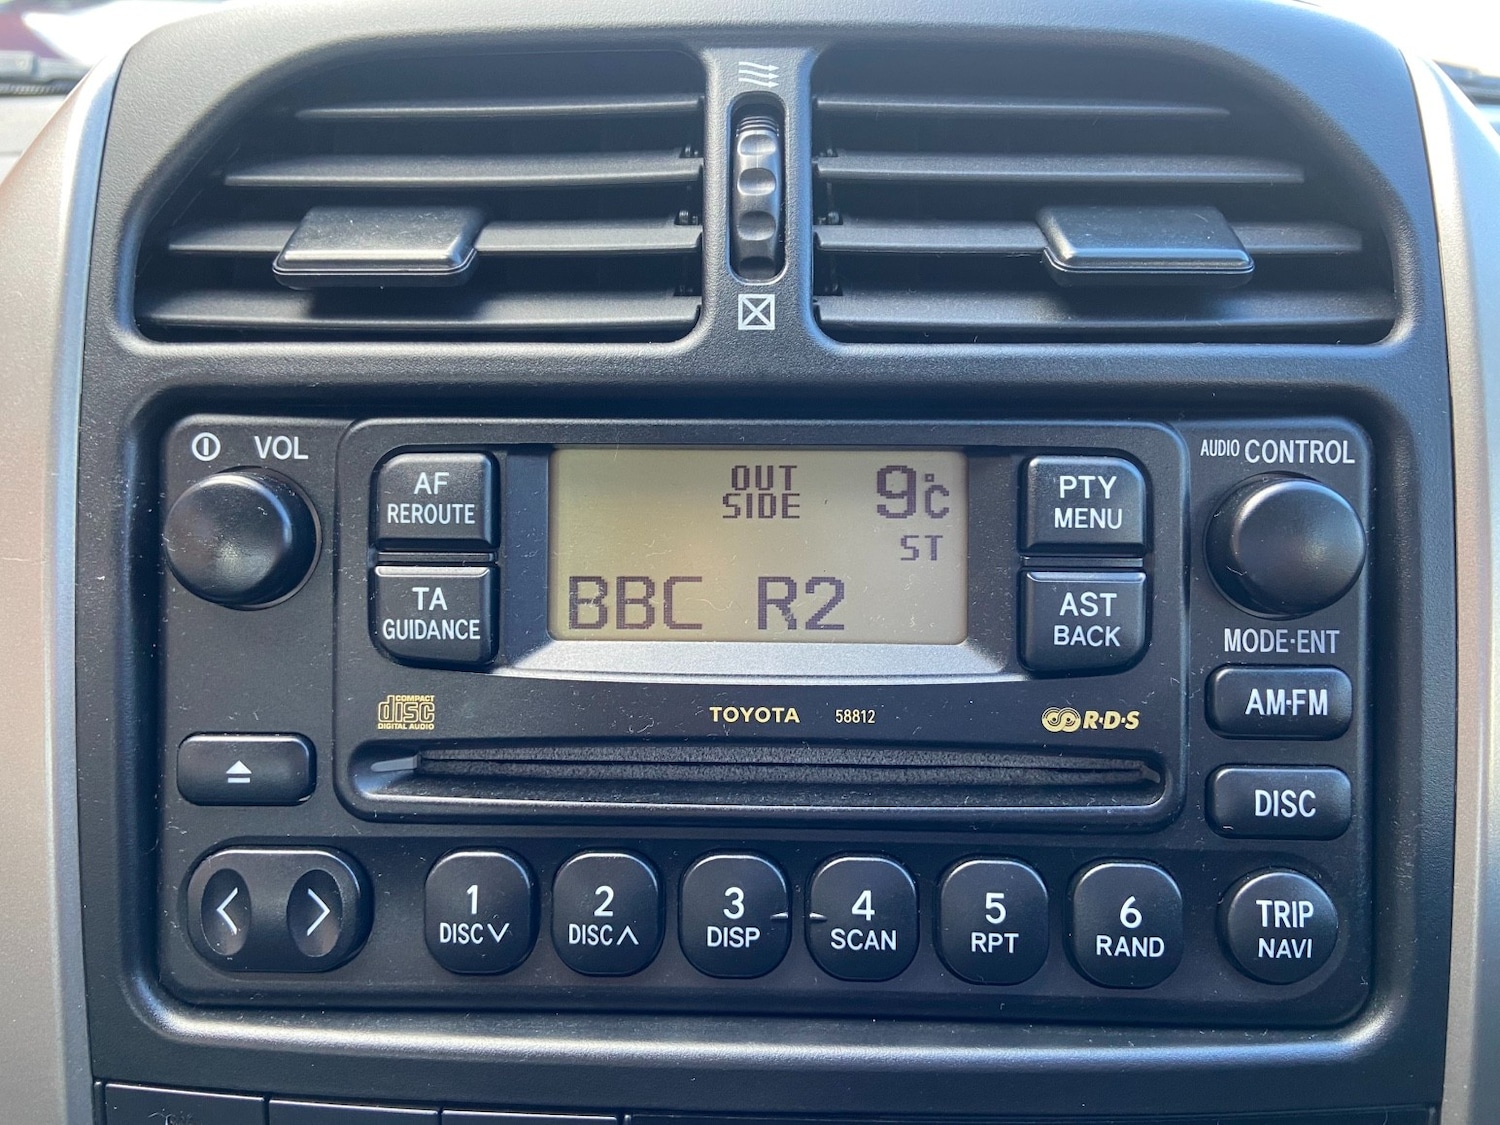 VOL
AUDIO CONTROL
AF
REROUTE
OUT
SIDE
9°C
PTY
MENU
ST
TA
GUIDANCE
BBC R2
AST
BACK
MODE·ENT
AM·FM
COMPACT
disc
DIGITAL AUDIO
TOYOTA 58812
R·D·S
DISC
1
DISC
2
DISC
3
DISP
4
SCAN
5
RPT
6
RAND
TRIP
NAVI